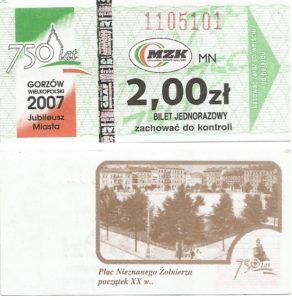 750 lat
GORZÓW
WIELKOPOLSKI
2007
Jubileusz
Miasta
1105101
MZK MN
2,00zł
BILET JEDNORAZOWY
zachować do kontroli
Plac Nieznanego Żołnierza
początek XX w..
750 lat